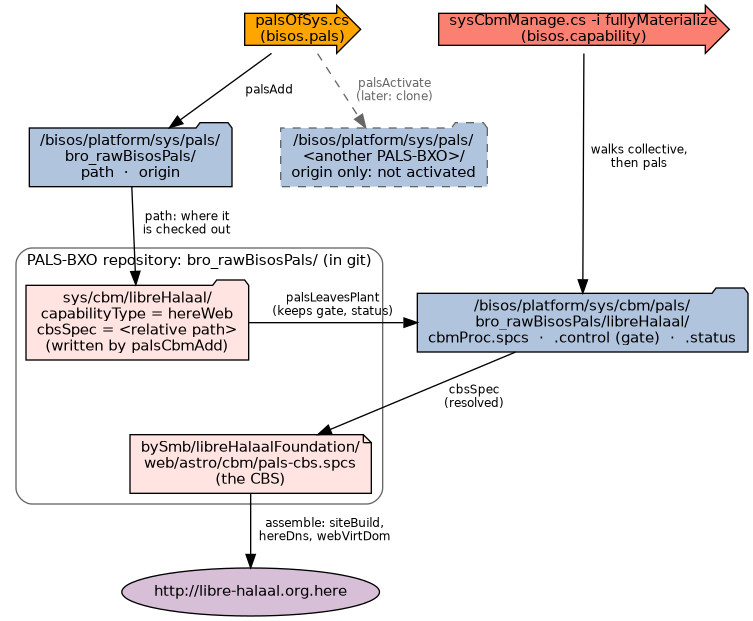 palsOfSys.cs
(bisos.pals)
sysCbmManage.cs -i fullyMaterialize
(bisos.capability)
palsAdd
palsActivate
(later: clone)
/bisos/platform/sys/pals/
bro_rawBisosPals/
path · origin
/bisos/platform/sys/pals/
<another PALS-BXO>/
origin only: not activated
walks collective,
then pals
path: where it
is checked out
PALS-BXO repository: bro_rawBisosPals/ (in git)
sys/cbm/libreHalaal/
capabilityType = hereWeb
cbsSpec = <relative path>
(written by palsCbmAdd)
palsLeavesPlant
(keeps gate, status)
/bisos/platform/sys/cbm/pals/
bro_rawBisosPals/libreHalaal/
cbmProc.spcs · .control (gate) · .status
cbsSpec
(resolved)
bySmb/libreHalaalFoundation/
web/astro/cbm/pals-cbs.spcs
(the CBS)
assemble: siteBuild,
hereDns, webVirtDom
http://libre-halaal.org.here